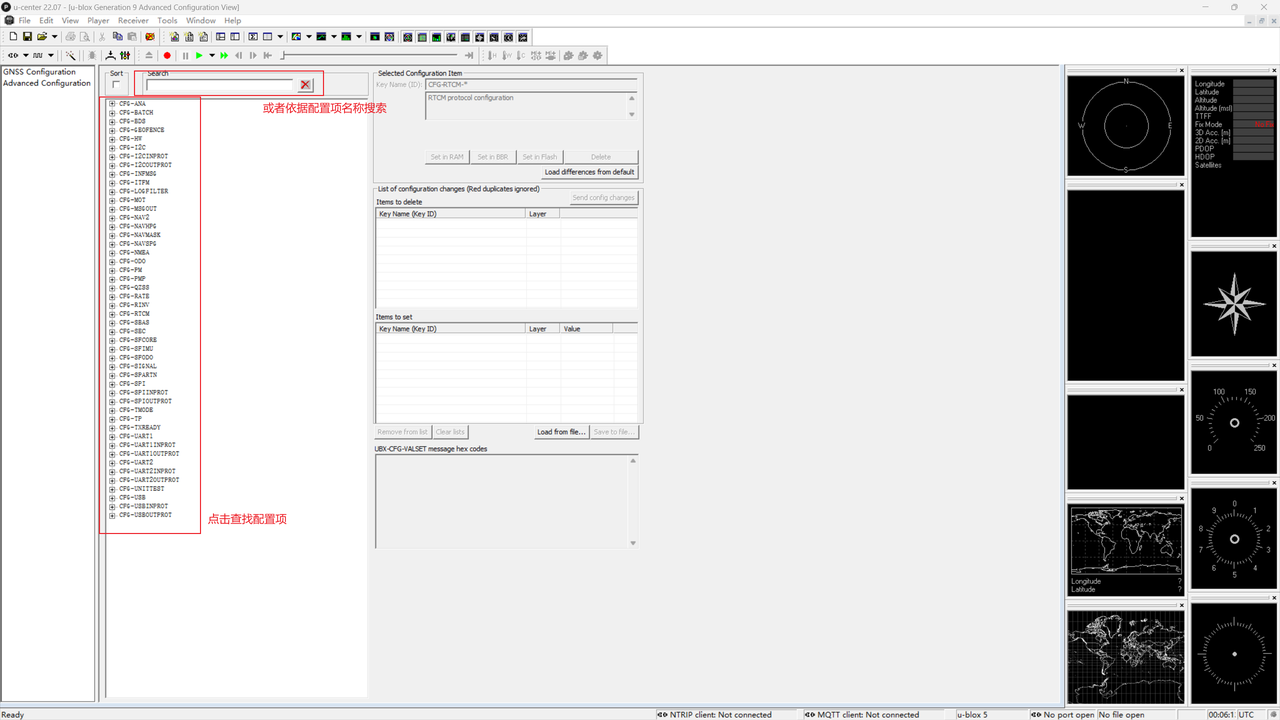 u-center 22.07 - [u-blox Generation 9 Advanced Configuration View]
File Edit View Player Receiver Tools Window Help
GNSS Configuration
Advanced Configuration
Sort
Search
或者依据配置项名称搜索
CFG-ANA
CFG-BATCH
CFG-BDS
CFG-GEOFENCE
CFG-HW
CFG-I2C
CFG-I2CINPROT
CFG-I2COUTPROT
CFG-INFMSG
CFG-ITFM
CFG-LOGFILTER
CFG-MOT
CFG-MSGOUT
CFG-NAV2
CFG-NAVHPG
CFG-NAVMASK
CFG-NAVSPG
CFG-NMEA
CFG-ODO
CFG-PM
CFG-PMP
CFG-QZSS
CFG-RATE
CFG-RINV
CFG-RTCM
CFG-SBAS
CFG-SEC
CFG-SFCORE
CFG-SFIMU
CFG-SFODO
CFG-SIGNAL
CFG-SPARTN
CFG-SPI
CFG-SPIINPROT
CFG-SPIOUTPROT
CFG-TMODE
CFG-TP
CFG-TXREADY
CFG-UART1
CFG-UART1INPROT
CFG-UART1OUTPROT
CFG-UART2
CFG-UART2INPROT
CFG-UART2OUTPROT
CFG-UNITTEST
CFG-USB
CFG-USBINPROT
CFG-USBOUTPROT
点击查找配置项
Selected Configuration Item
Key Name (ID): CFG-RTCM-*
RTCM protocol configuration
Set in RAM Set in BBR Set in Flash Delete
Load differences from default
List of configuration changes (Red duplicates ignored)
Send config changes
Items to delete
Key Name (Key ID) Layer
Items to set
Key Name (Key ID) Layer Value
Remove from list Clear lists Load from file... Save to file...
UBX-CFG-VALSET message hex codes
N
W E
S
Longitude
Latitude
Altitude
Altitude (msl)
TTFF
Fix Mode
3D Acc. [m]
2D Acc. [m]
PDOP
HDOP
Satellites
100 150
50 200
0 250
0
9 1
8 2
7 3
6 4
5
Longitude ?
Latitude ?
Ready NTRIP client: Not connected MQTT client: Not connected u-blox 5 No port open No file open 00:06:1 UTC